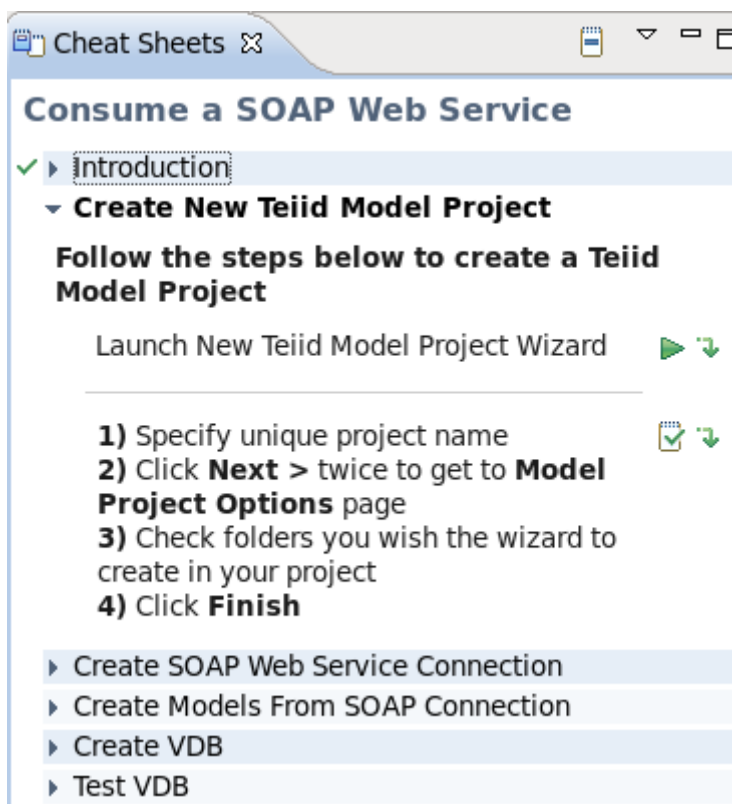 Cheat Sheets
Consume a SOAP Web Service
Introduction
Create New Teiid Model Project
Follow the steps below to create a Teiid
Model Project
Launch New Teiid Model Project Wizard
1) Specify unique project name
2) Click Next > twice to get to Model
Project Options page
3) Check folders you wish the wizard to
create in your project
4) Click Finish
Create SOAP Web Service Connection
Create Models From SOAP Connection
Create VDB
Test VDB